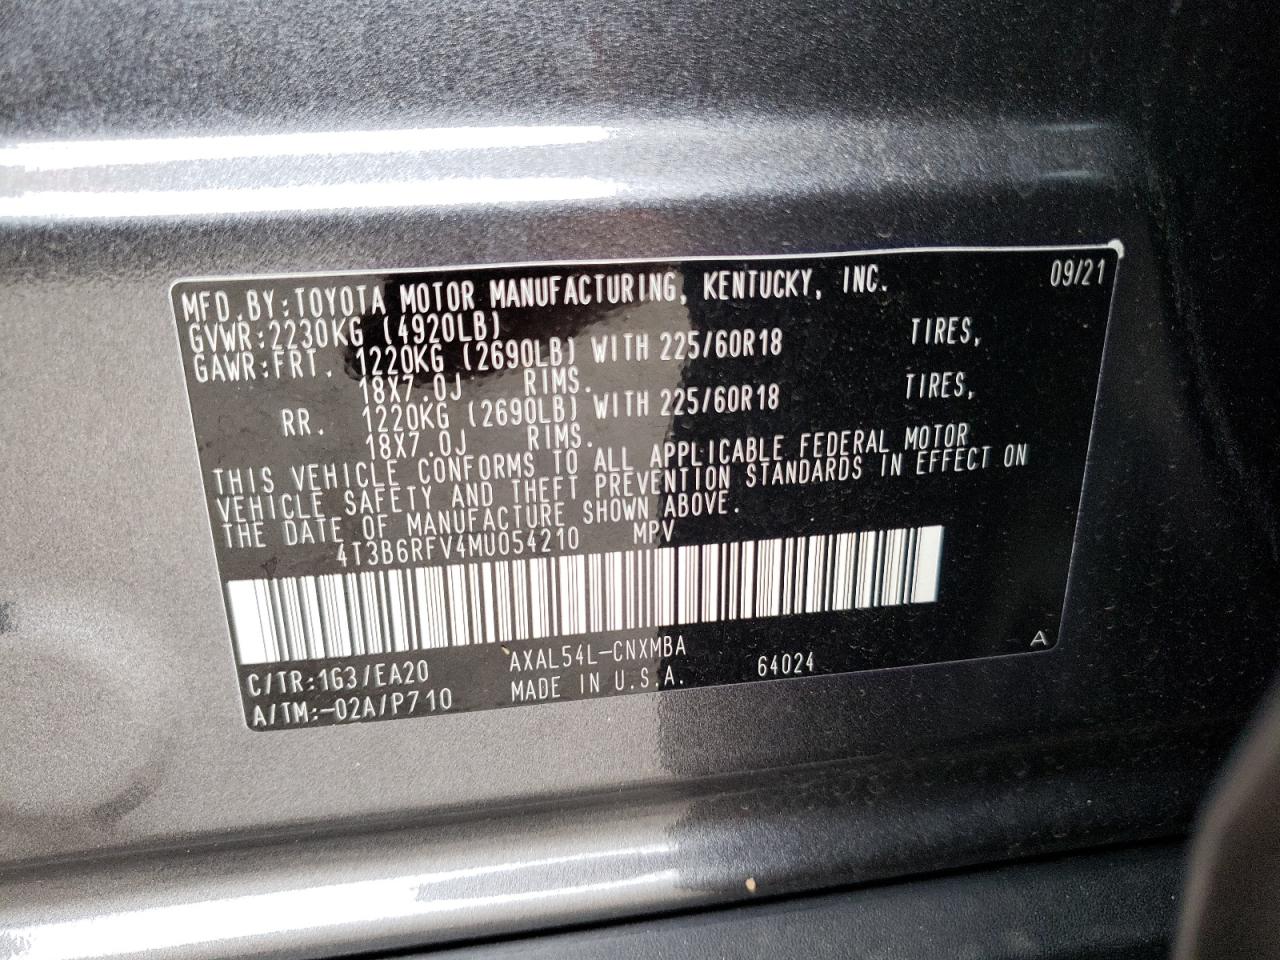 MFD.BY:TOYOTA MOTOR MANUFACTURING, KENTUCKY, INC. 09/21
GVWR:2230KG (4920LB)
GAWR:FRT. 1220KG (2690LB) WITH 225/60R18 TIRES,
18X7.0J RIMS.
RR. 1220KG (2690LB) WITH 225/60R18 TIRES,
18X7.0J RIMS.
THIS VEHICLE CONFORMS TO ALL APPLICABLE FEDERAL MOTOR
VEHICLE SAFETY AND THEFT PREVENTION STANDARDS IN EFFECT ON
THE DATE OF MANUFACTURE SHOWN ABOVE.
4T3B6RFV4MU054210 MPV
C/TR:1G3/EA20 AXAL54L-CNXMBA A
A/TM:-02A/P710 MADE IN U.S.A. 64024